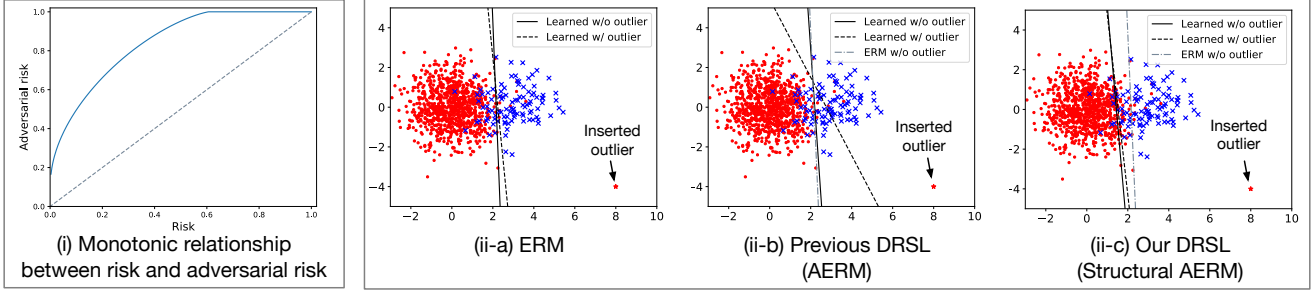 1.0
0.8
0.6
0.4
0.2
0.0
0.0 0.2 0.4 0.6 0.8 1.0
Adversarial risk
Risk
(i) Monotonic relationship
between risk and adversarial risk
Learned w/o outlier
Learned w/ outlier
4
2
0
−2
−4
−2 0 2 4 6 8 10
Inserted
outlier
(ii-a) ERM
Learned w/o outlier
Learned w/ outlier
ERM w/o outlier
4
2
0
−2
−4
−2 0 2 4 6 8 10
Inserted
outlier
(ii-b) Previous DRSL
(AERM)
Learned w/o outlier
Learned w/ outlier
ERM w/o outlier
4
2
0
−2
−4
−2 0 2 4 6 8 10
Inserted
outlier
(ii-c) Our DRSL
(Structural AERM)